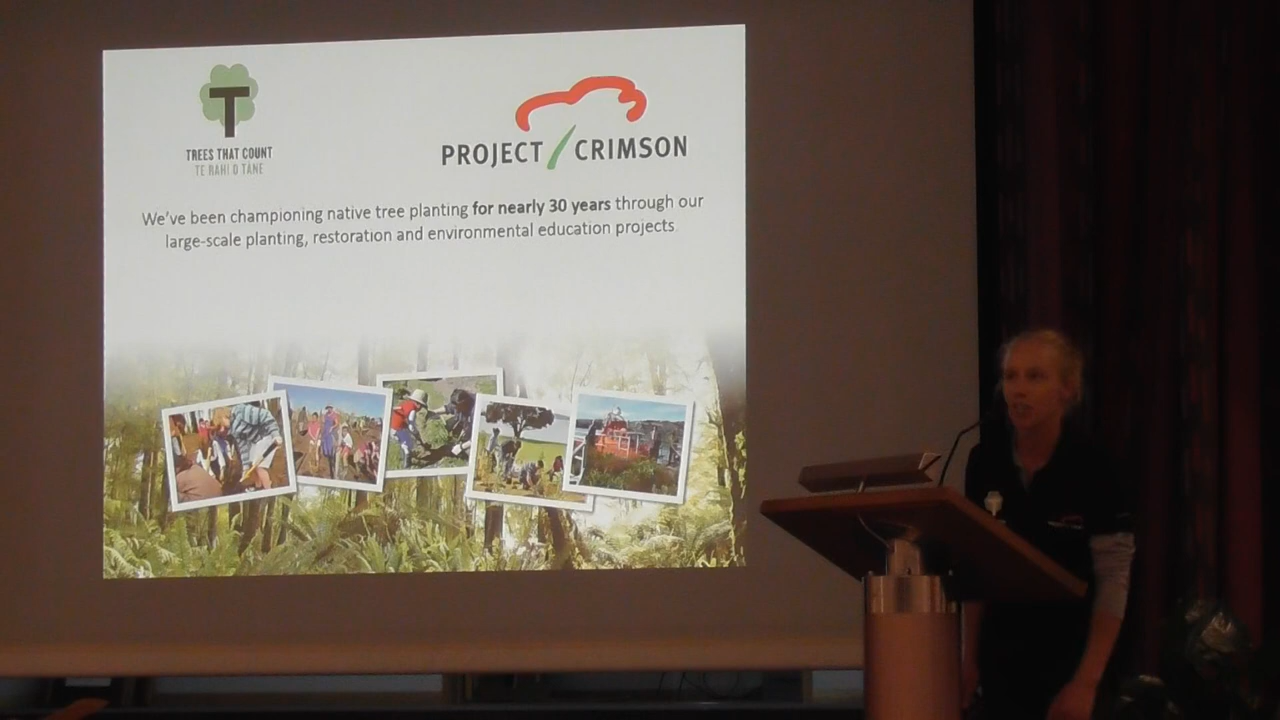 TREES THAT COUNT
TE RAHI O TĀNE
PROJECT CRIMSON
We've been championing native tree planting for nearly 30 years through our
large-scale planting, restoration and environmental education projects